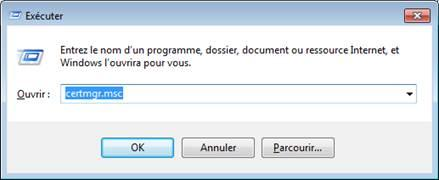 Exécuter
Entrez le nom d'un programme, dossier, document ou ressource Internet, et
Windows l'ouvrira pour vous.
Ouvrir : certmgr.msc
OK Annuler Parcourir...